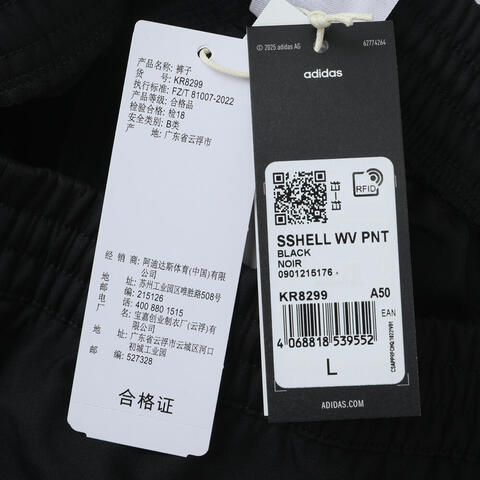 产品名称: 裤子
货 号: KR8299
执行标准: FZ/T 81007-2022
产品等级: 合格品
检验合格: 检18
安全类别: B类
产 地: 广东省云浮市
经 销 商: 阿迪达斯体育(中国)有限
公司
地 址: 苏州工业园区唯胜路508号
邮 编: 215126
电 话: 400 880 1515
厂 名: 宝嘉创业制衣厂(云浮)有
限公司
厂 址: 广东省云浮市云城区河口
初城工业园
邮 编: 527328
合格证
© 2025 adidas AG
62774264
adidas
RFID
SSHELL WV PNT
BLACK
NOIR
0901215176
KR8299 A50
EAN
4 068818 539552
L
ADIDAS.COM